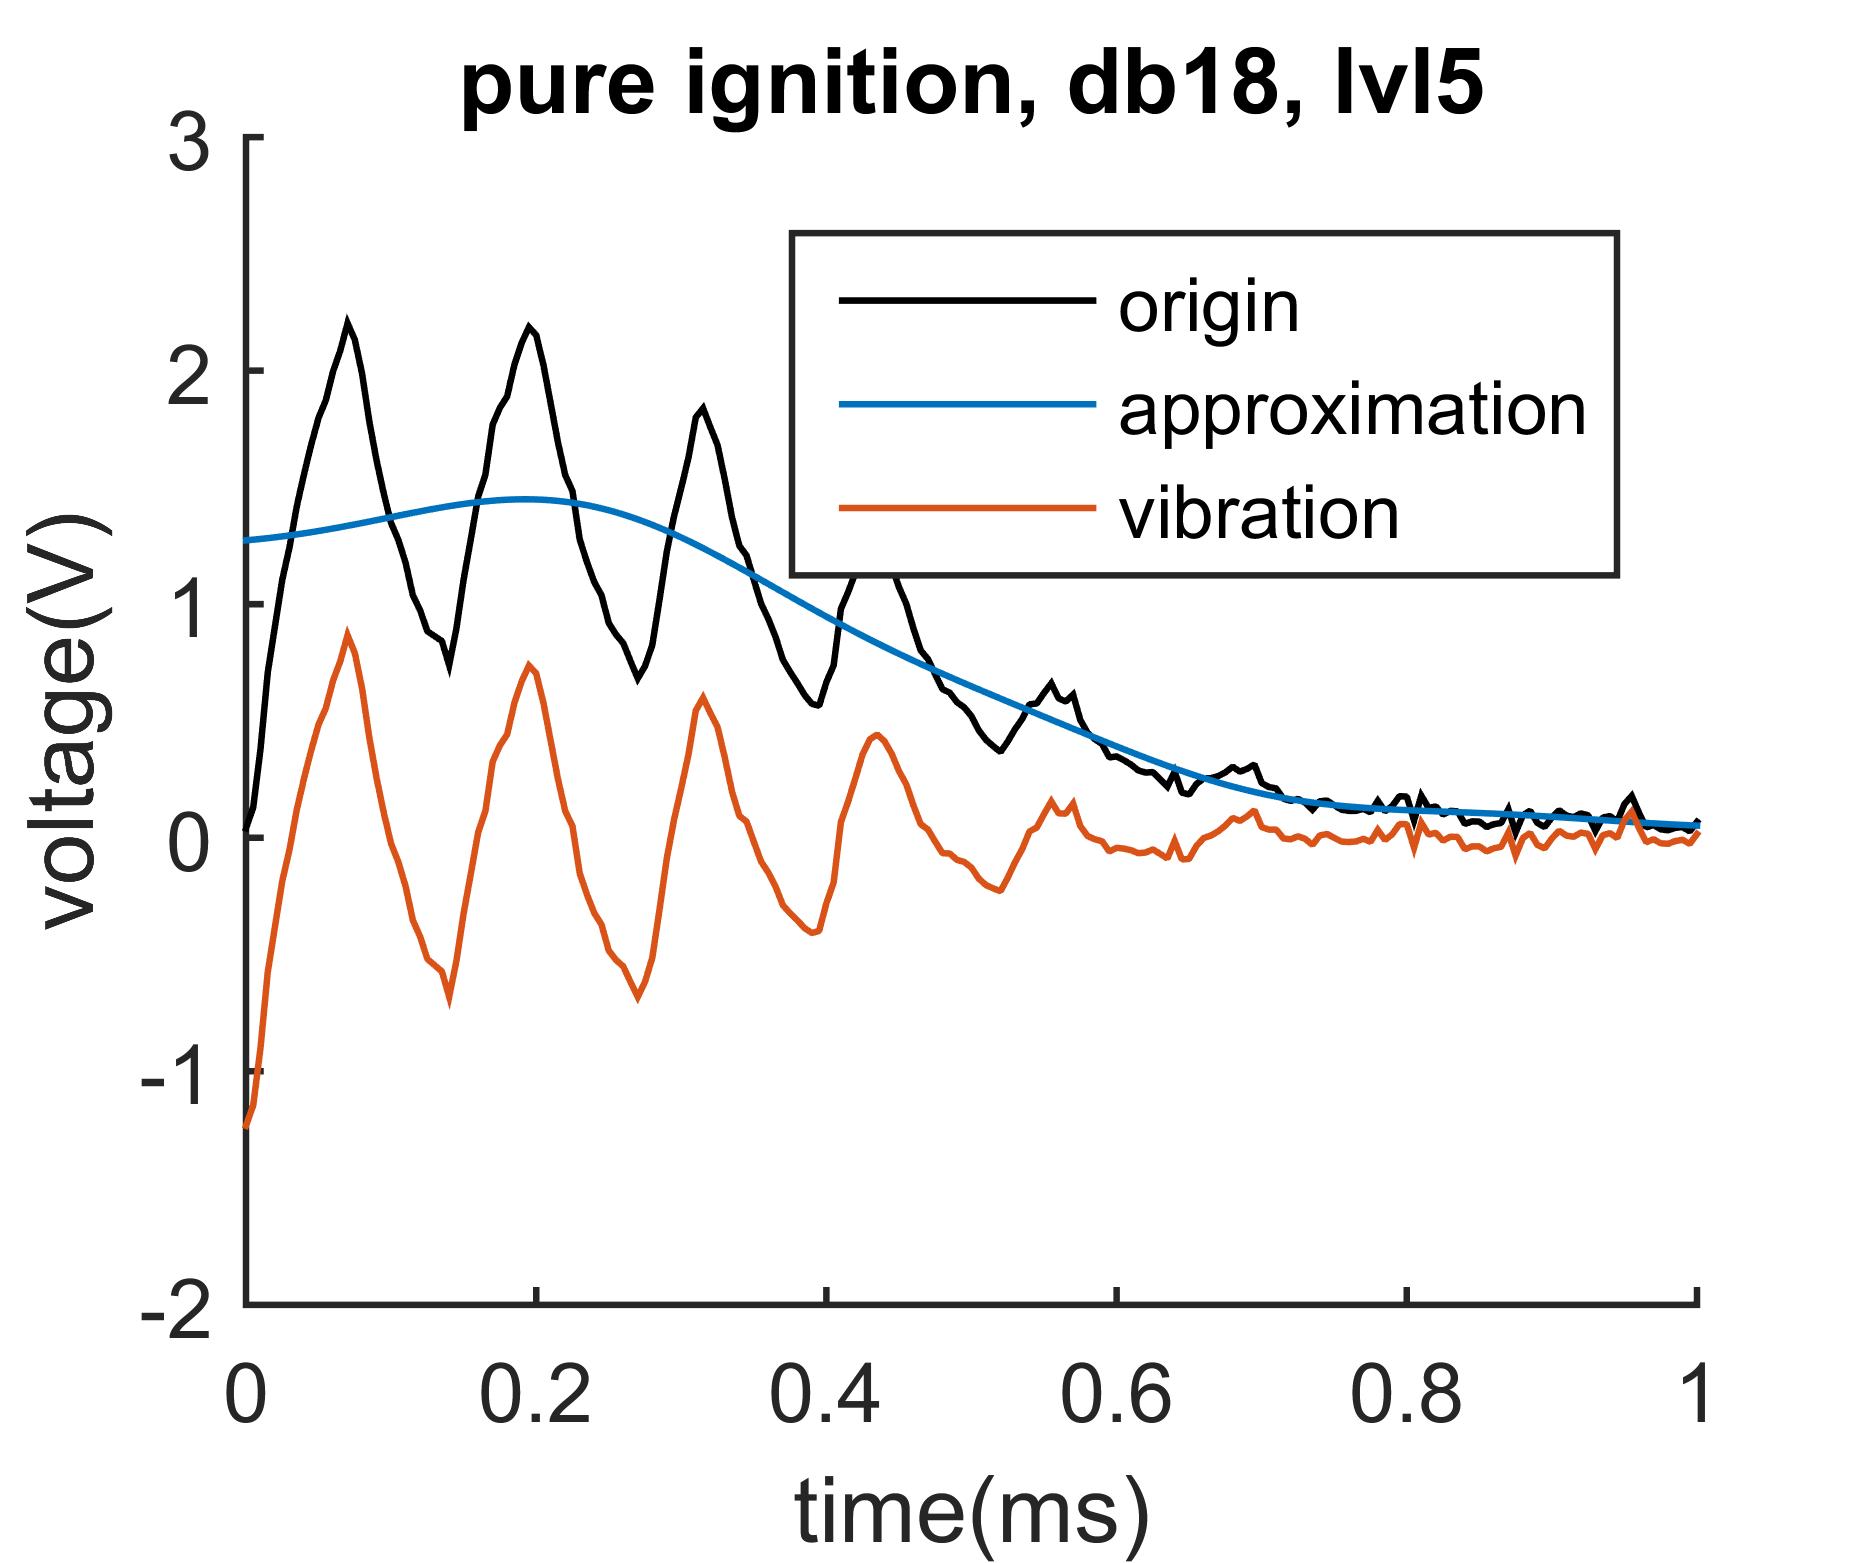 pure ignition, db18, lvl5
3
2
1
0
-1
-2
voltage(V)
origin
approximation
vibration
0 0.2 0.4 0.6 0.8 1
time(ms)